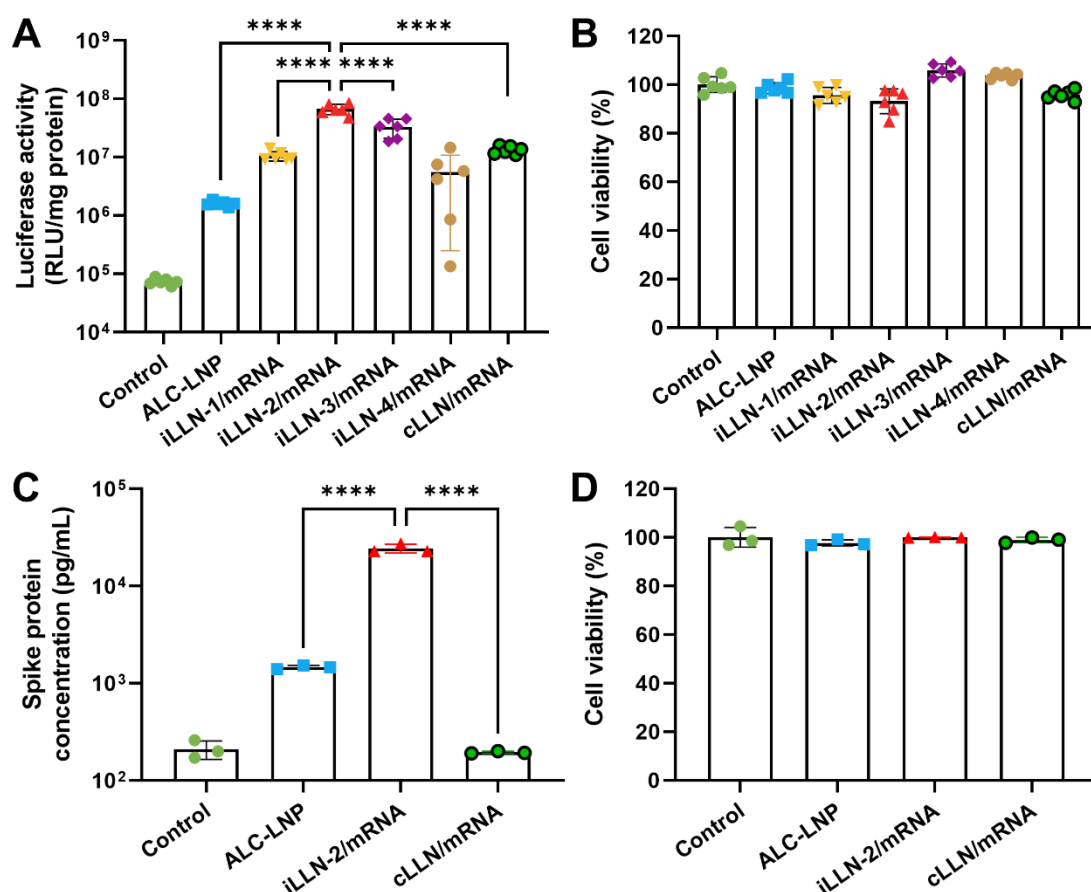 A
Luciferase activity
(RLU/mg protein)
10⁹
10⁸
10⁷
10⁶
10⁵
10⁴
****
****
****
****
Control
ALC-LNP
iLLN-1/mRNA
iLLN-2/mRNA
iLLN-3/mRNA
iLLN-4/mRNA
cLLN/mRNA
B
Cell viability (%)
120
100
80
60
40
20
0
Control
ALC-LNP
iLLN-1/mRNA
iLLN-2/mRNA
iLLN-3/mRNA
iLLN-4/mRNA
cLLN/mRNA
C
Spike protein
concentration (pg/mL)
10⁵
10⁴
10³
10²
****
****
Control
ALC-LNP
iLLN-2/mRNA
cLLN/mRNA
D
Cell viability (%)
120
100
80
60
40
20
0
Control
ALC-LNP
iLLN-2/mRNA
cLLN/mRNA